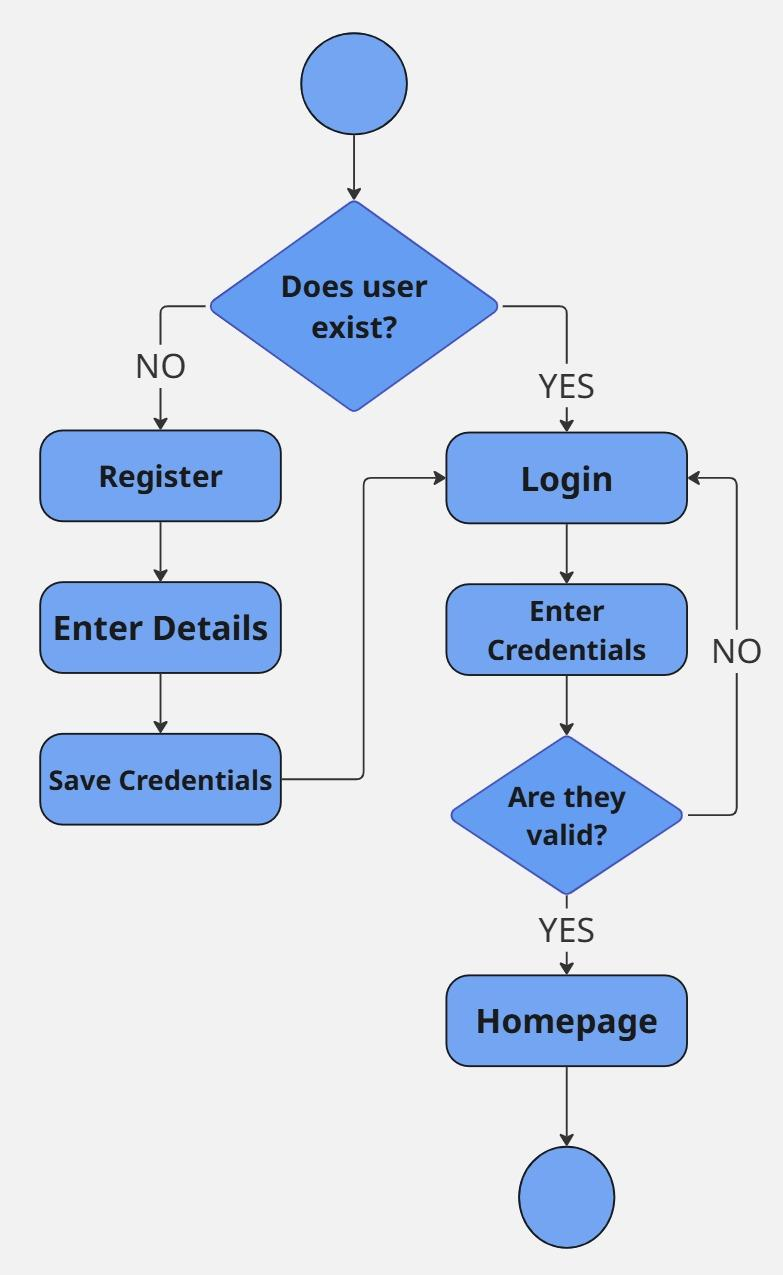 Does user
exist?
NO
YES
Register
Login
Enter Details
Enter
Credentials
NO
Save Credentials
Are they
valid?
YES
Homepage